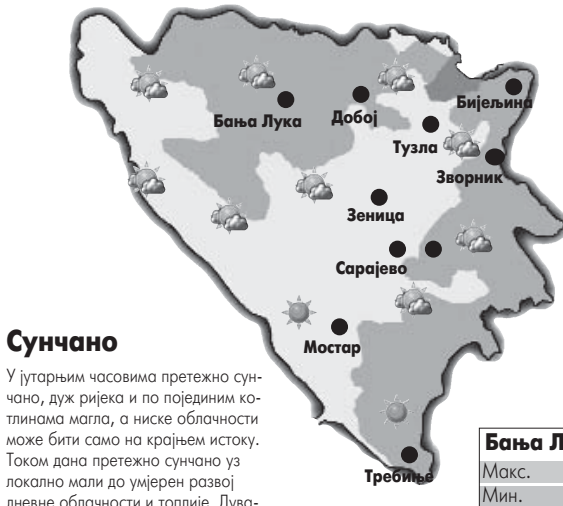 Бања Лука
Добој
Бијељина
Тузла
Зворник
Зеница
Сарајево
Мостар
Требиње
Сунчано
У јутарњим часовима претежно сун-
чано, дуж ријека и по појединим ко-
тлинама магла, а ниске облачности
може бити само на крајњем истоку.
Током дана претежно сунчано уз
локално мали до умјерен развој
дневне облачности и топлије. Дува-
Бања Л
Макс.
Мин.